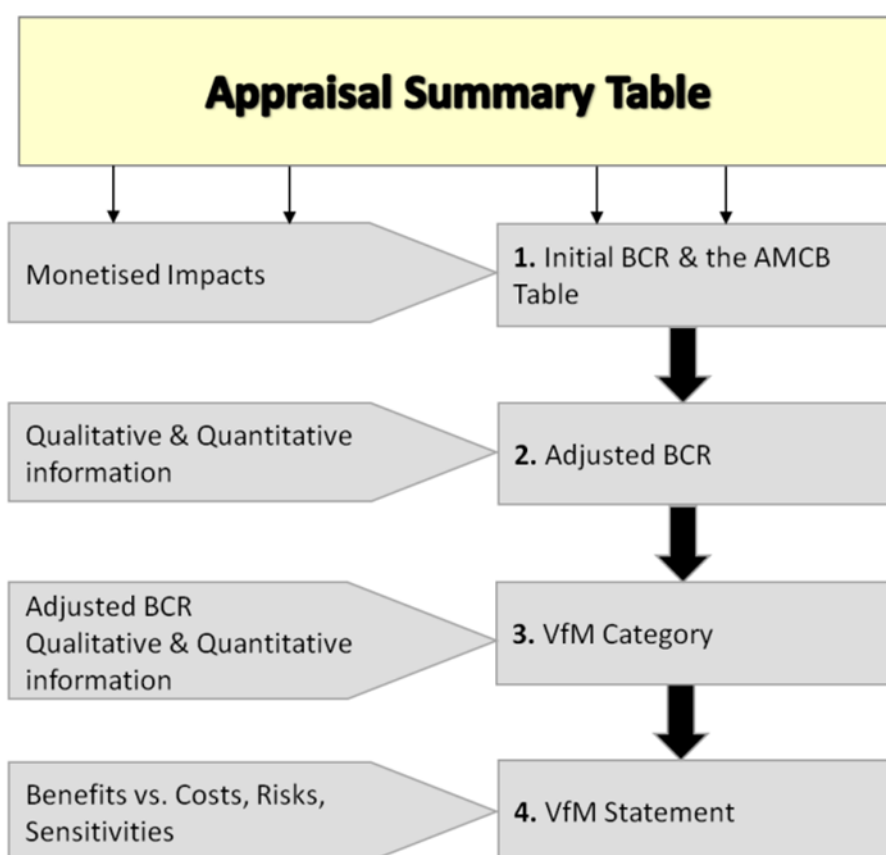 Appraisal Summary Table
Monetised Impacts
1. Initial BCR & the AMCB
Table
Qualitative & Quantitative
information
2. Adjusted BCR
Adjusted BCR
Qualitative & Quantitative
information
3. VfM Category
Benefits vs. Costs, Risks,
Sensitivities
4. VfM Statement